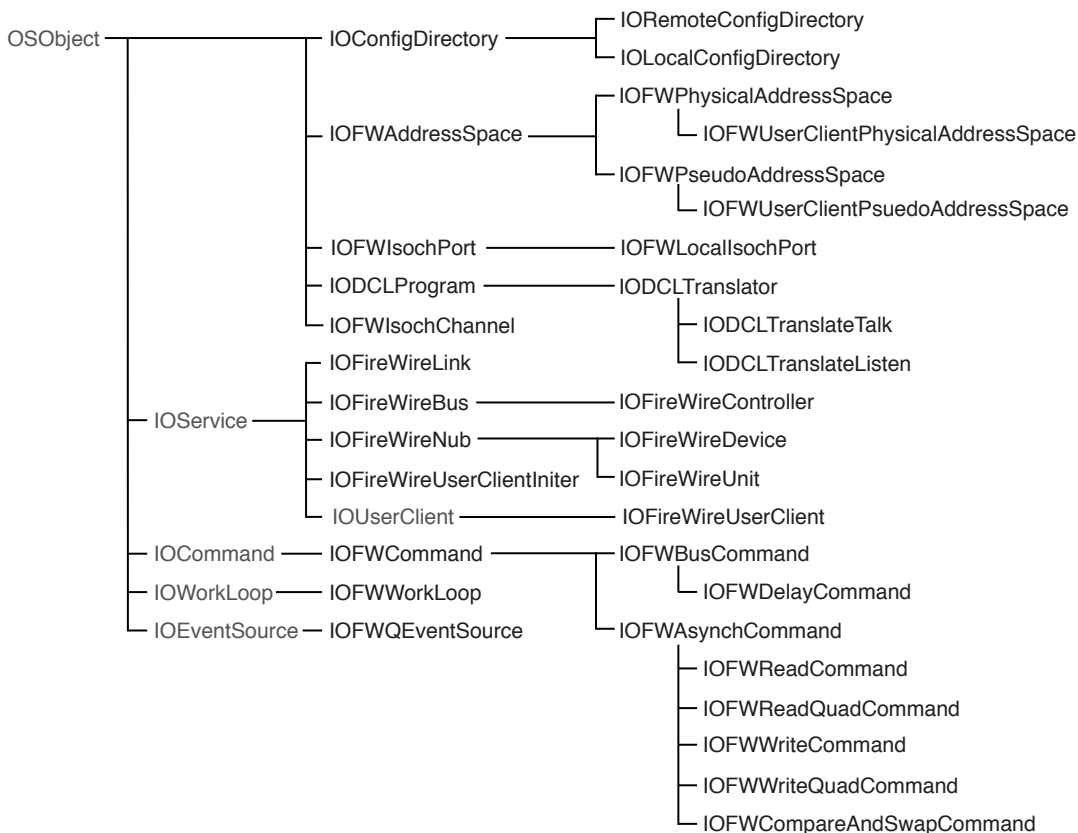 OSObject
IOConfigDirectory
IORemoteConfigDirectory
IOLocalConfigDirectory
IOFWAddressSpace
IOFWPhysicalAddressSpace
IOFWUserClientPhysicalAddressSpace
IOFWPseudoAddressSpace
IOFWUserClientPsuedoAddressSpace
IOFWIsochPort
IOFWLocalIsochPort
IODCLProgram
IODCLTranslator
IODCLTranslateTalk
IODCLTranslateListen
IOFWIsochChannel
IOService
IOFireWireLink
IOFireWireBus
IOFireWireController
IOFireWireNub
IOFireWireDevice
IOFireWireUnit
IOFireWireUserClientIniter
IOUserClient
IOFireWireUserClient
IOCommand
IOFWCommand
IOFWBusCommand
IOFWDelayCommand
IOFWAsynchCommand
IOFWReadCommand
IOFWReadQuadCommand
IOFWWriteCommand
IOFWWriteQuadCommand
IOFWCompareAndSwapCommand
IOWorkLoop
IOFWWorkLoop
IOEventSource
IOFWQEventSource